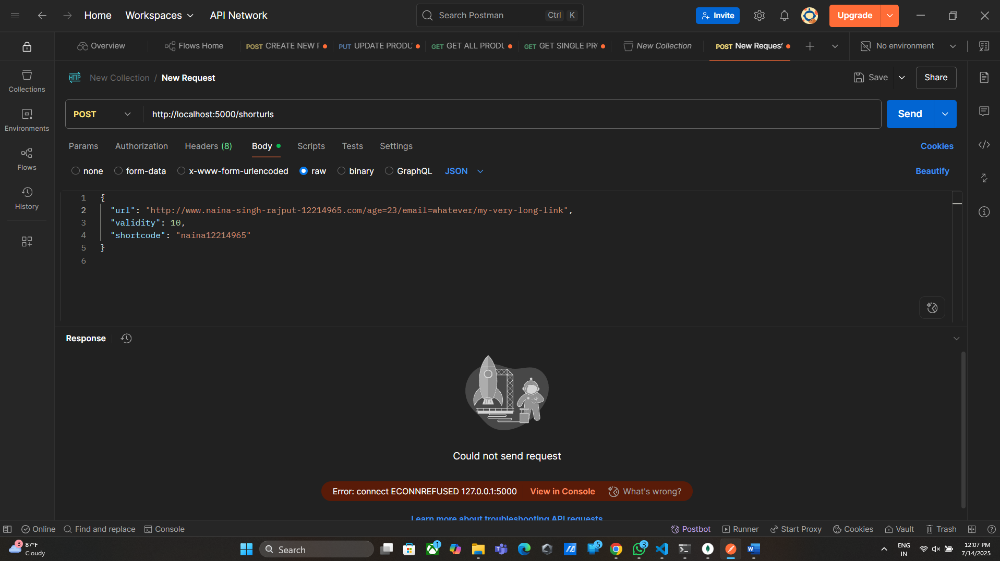 Home Workspaces API Network Search Postman Ctrl K Invite Upgrade
Overview Flows Home POST CREATE NEW PUT UPDATE PRODU GET GET ALL PRODU GET GET SINGLE PR New Collection POST New Request No environment
HTTP New Collection / New Request Save Share
Collections
POST http://localhost:5000/shorturls Send
Environments
Params Authorization Headers (8) Body Scripts Tests Settings Cookies
Flows
none form-data x-www-form-urlencoded raw binary GraphQL JSON Beautify
History
1 {
2 "url": "http://www.naina-singh-rajput-12214965.com/age=23/email=whatever/my-very-long-link",
3 "validity": 10,
4 "shortcode": "naina12214965"
5 }
6
Response
Could not send request
Error: connect ECONNREFUSED 127.0.0.1:5000 View in Console What's wrong?
Learn more about troubleshooting API requests
Online Find and replace Console Postbot Runner Start Proxy Cookies Vault Trash
3 87°F
Cloudy
Search 1 5 3
ENG
IN
12:07 PM
7/14/2025